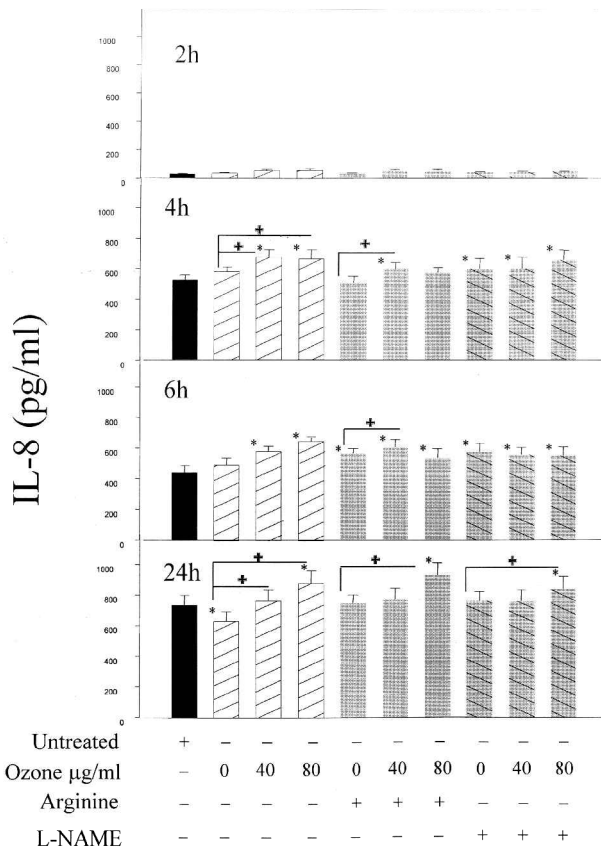 2h
1000
800
600
400
200
0
4h
+
+ * *
+
*
* * *
1000
800
600
400
200
0
6h
* *
+
* * *
* * *
1000
800
600
400
200
0
24h
+
+
* *
+
*
+
*
1000
800
600
400
200
0
IL-8 (pg/ml)
Untreated + – – – – – – – – –
Ozone μg/ml – 0 40 80 0 40 80 0 40 80
Arginine – – – – + + + – – –
L-NAME – – – – – – – + + +